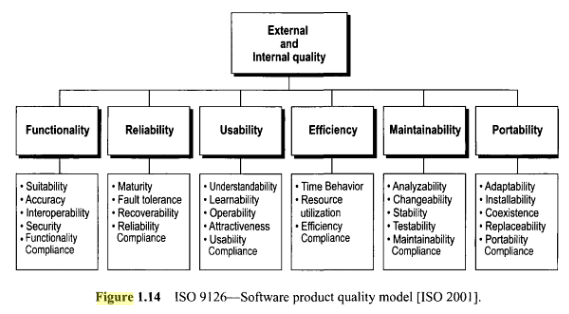 External
and
Internal quality
Functionality
Reliability
Usability
Efficiency
Maintainability
Portability
• Suitability
• Accuracy
• Interoperability
• Security
• Functionality
Compliance
• Maturity
• Fault tolerance
• Recoverability
• Reliability
Compliance
• Understandability
• Learnability
• Operability
• Attractiveness
• Usability
Compliance
• Time Behavior
• Resource
utilization
• Efficiency
Compliance
• Analyzability
• Changeability
• Stability
• Testability
• Maintainability
Compliance
• Adaptability
• Installability
• Coexistence
• Replaceability
• Portability
Compliance
Figure 1.14 ISO 9126—Software product quality model [ISO 2001].